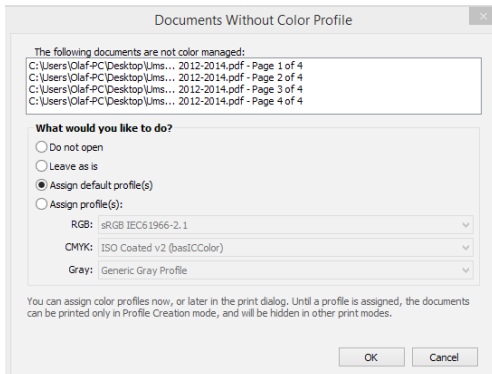 Documents Without Color Profile
The following documents are not color managed:
C:\Users\Olaf-PC\Desktop\Ums... 2012-2014.pdf - Page 1 of 4
C:\Users\Olaf-PC\Desktop\Ums... 2012-2014.pdf - Page 2 of 4
C:\Users\Olaf-PC\Desktop\Ums... 2012-2014.pdf - Page 3 of 4
C:\Users\Olaf-PC\Desktop\Ums... 2012-2014.pdf - Page 4 of 4
What would you like to do?
Do not open
Leave as is
Assign default profile(s)
Assign profile(s):
RGB: sRGB IEC61966-2.1
CMYK: ISO Coated v2 (basICColor)
Gray: Generic Gray Profile
You can assign color profiles now, or later in the print dialog. Until a profile is assigned, the documents
can be printed only in Profile Creation mode, and will be hidden in other print modes.
OK Cancel